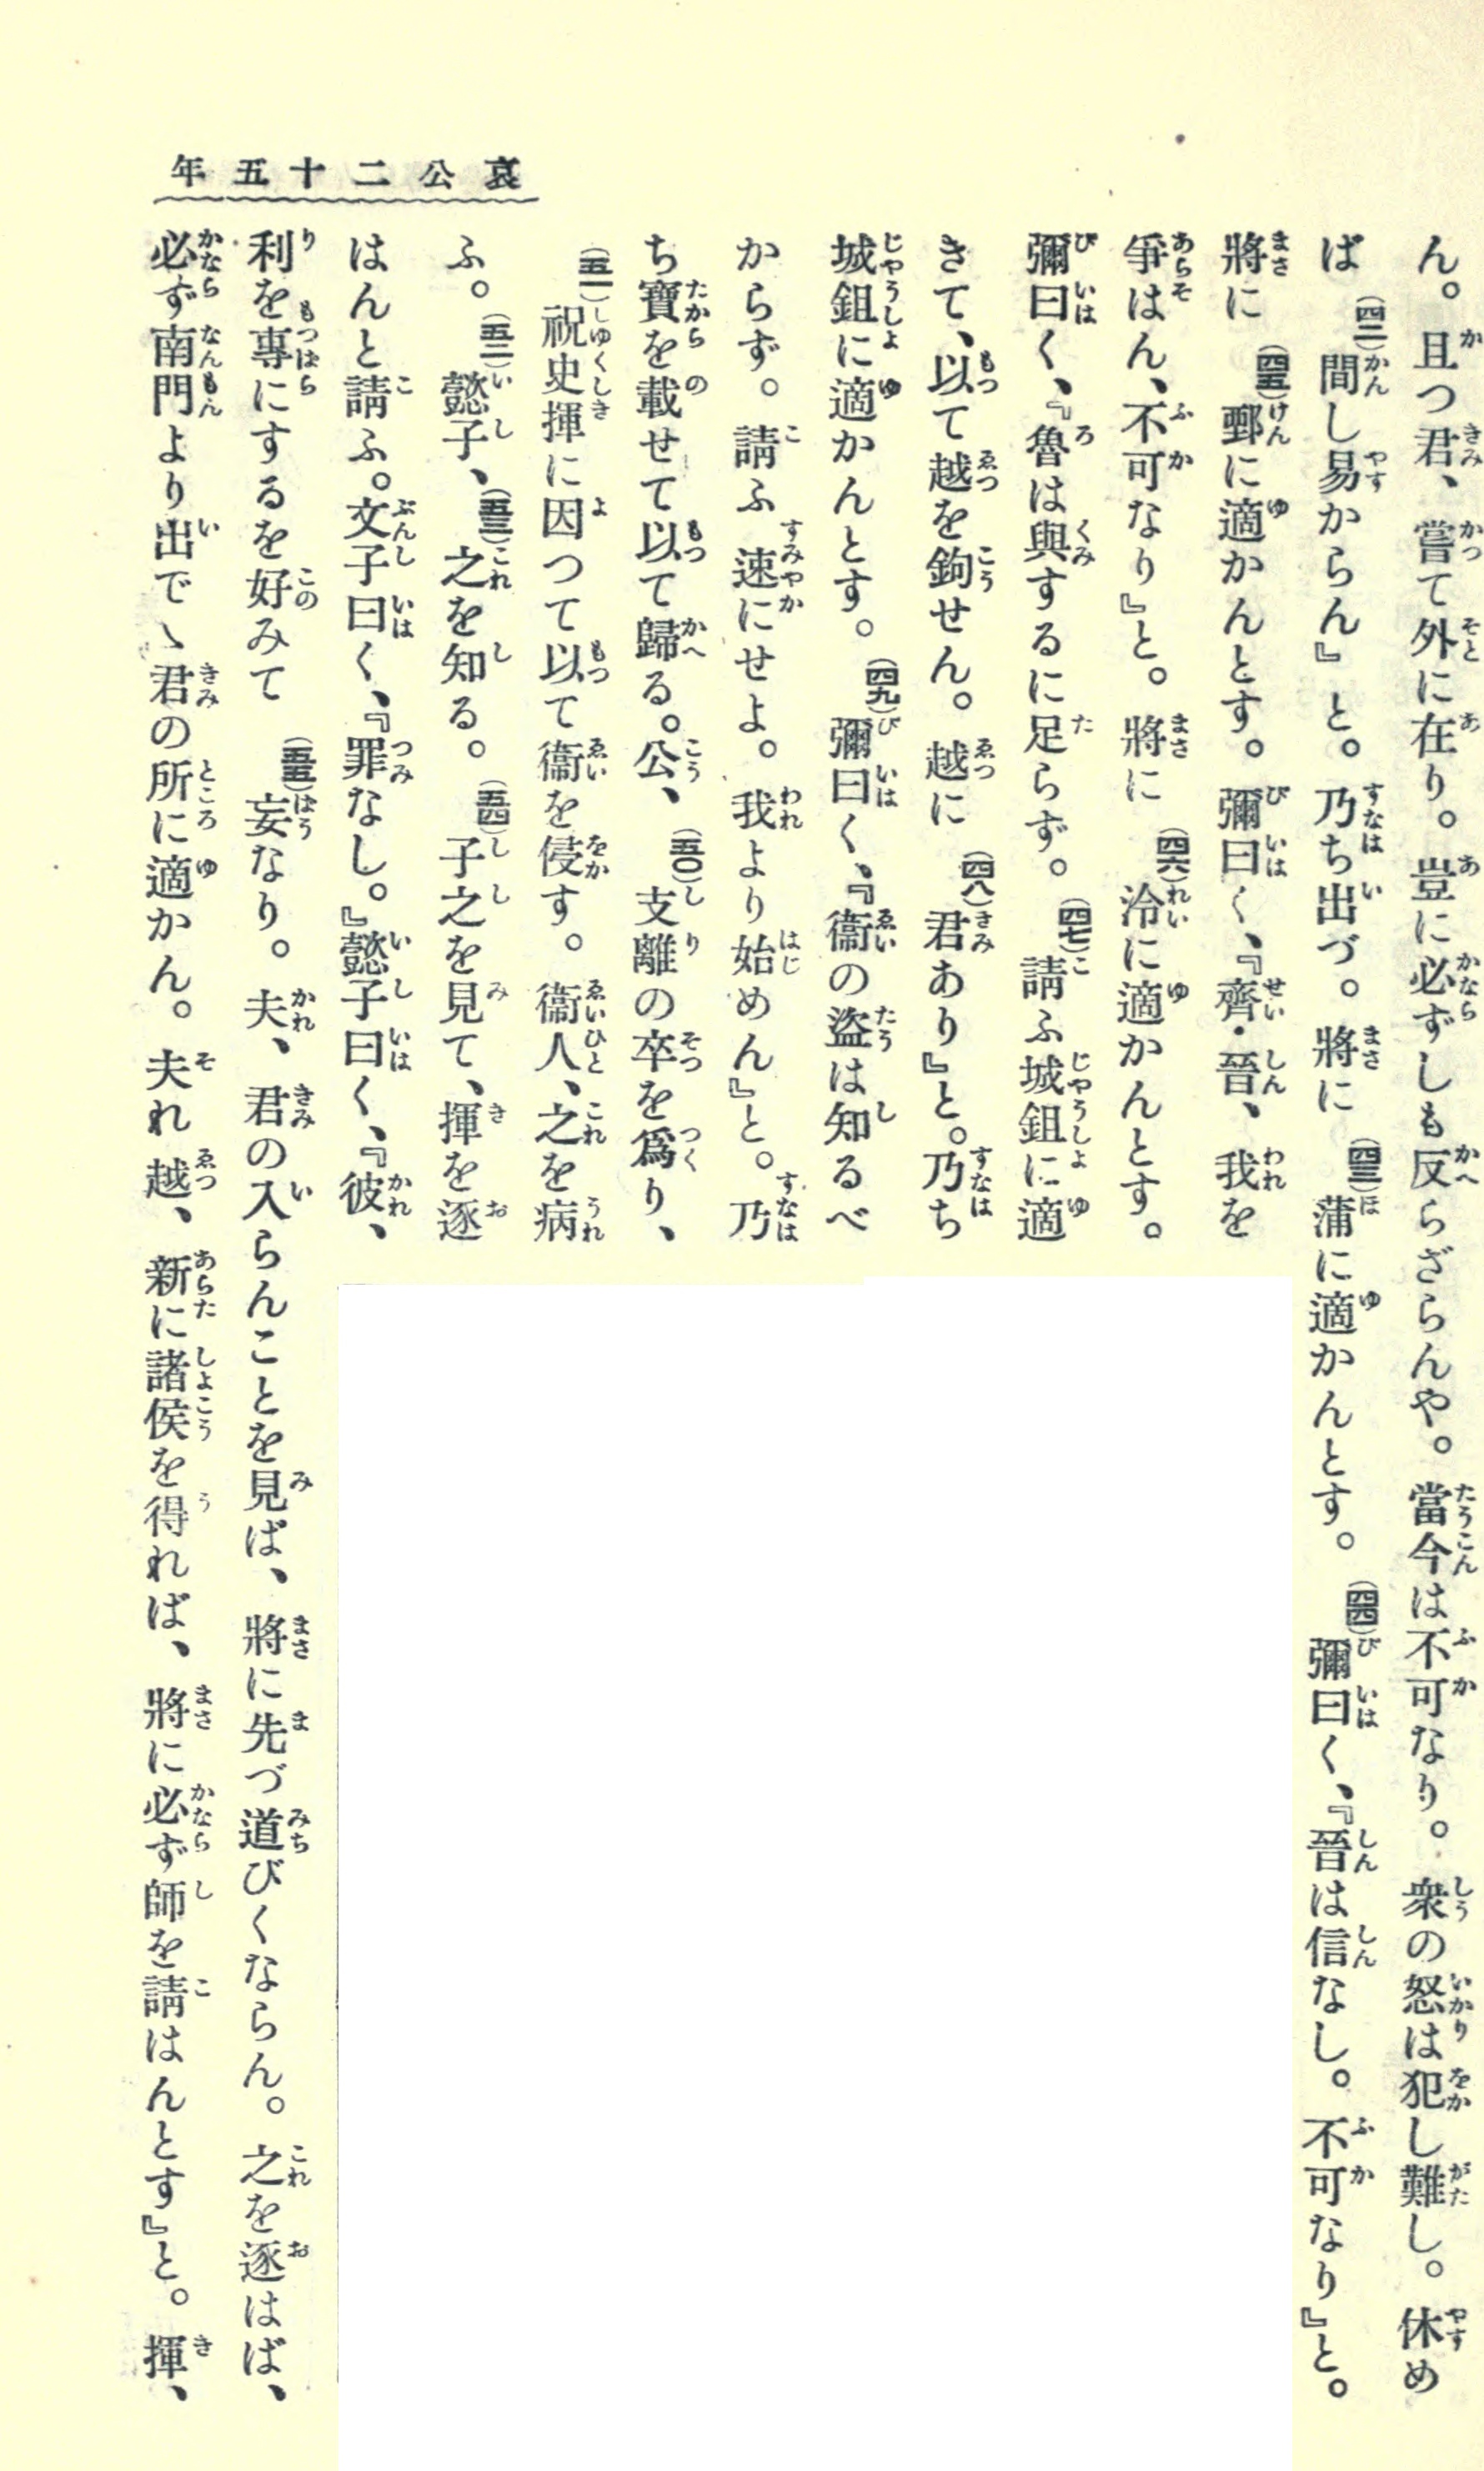 哀公二十五年
ん。且つ君、嘗て外に在り。豈に必ずしも反らざらんや。當今は不可なり。衆の怒は犯し難し。休め
ば(四二)間し易からん』と。乃ち出づ。將に(四三)蒲に適かんとす。(四四)彌曰く、『晉は信なし。不可なり』と。
將に(四五)鄄に適かんとす。彌曰く、『齊・晉、我を
爭はん、不可なり』と。將に(四六)泠に適かんとす。
彌曰く、『魯は與するに足らず。(四七)請ふ城鉏に適
きて、以て越を鉤せん。越に(四八)君あり』と。乃ち
城鉏に適かんとす。(四九)彌曰く、『衞の盜は知るべ
からず。請ふ速にせよ。我より始めん』と。乃
ち寶を載せて以て歸る。公、(五〇)支離の卒を爲り、
(五一)祝史揮に因つて以て衞を侵す。衞人、之を病
ふ。(五二)懿子、(五三)之を知る。(五四)子之を見て、揮を逐
はんと請ふ。文子曰く、『罪なし。』懿子曰く、『彼、
利を專にするを好みて(五五)妄なり。夫、君の入らんことを見ば、將に先づ道びくならん。之を逐はば、
必ず南門より出でゝ君の所に適かん。夫れ越、新に諸侯を得れば、將に必ず師を請はんとす』と。揮、